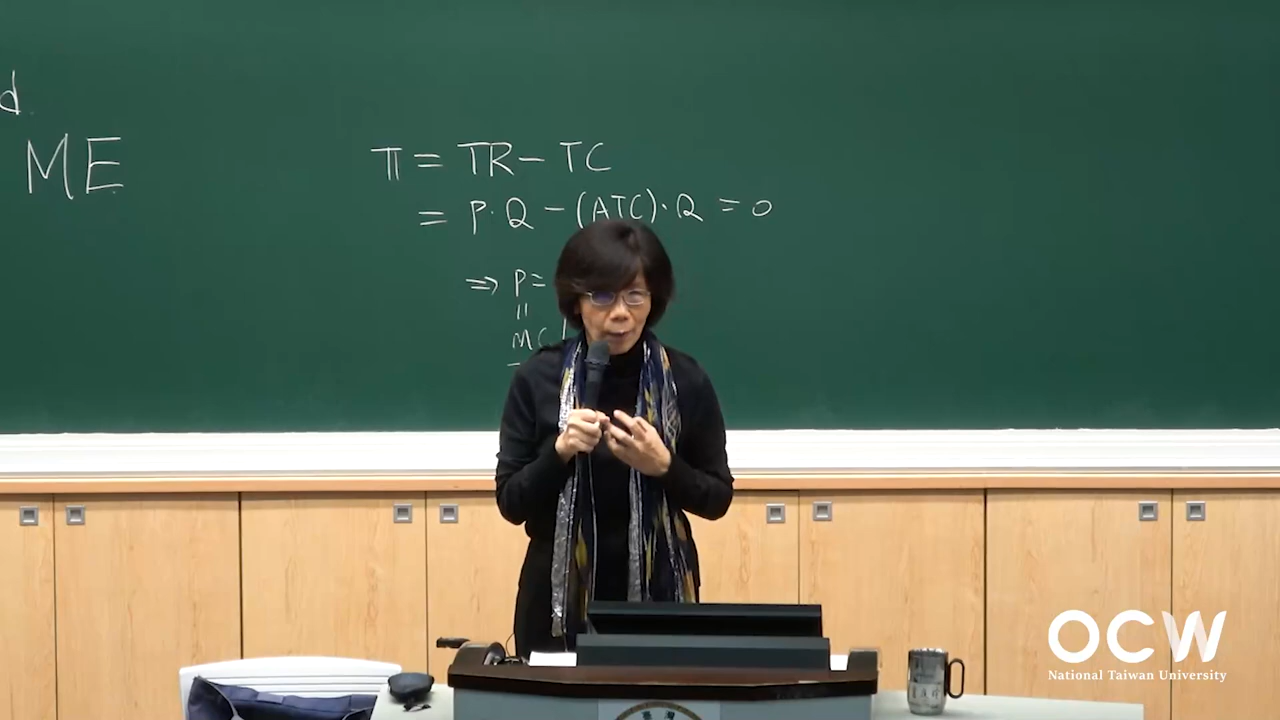 d
ME
π = TR - TC
= P·Q - (ATC)·Q = 0
⇒ P =
"
MC
OCW
National Taiwan University